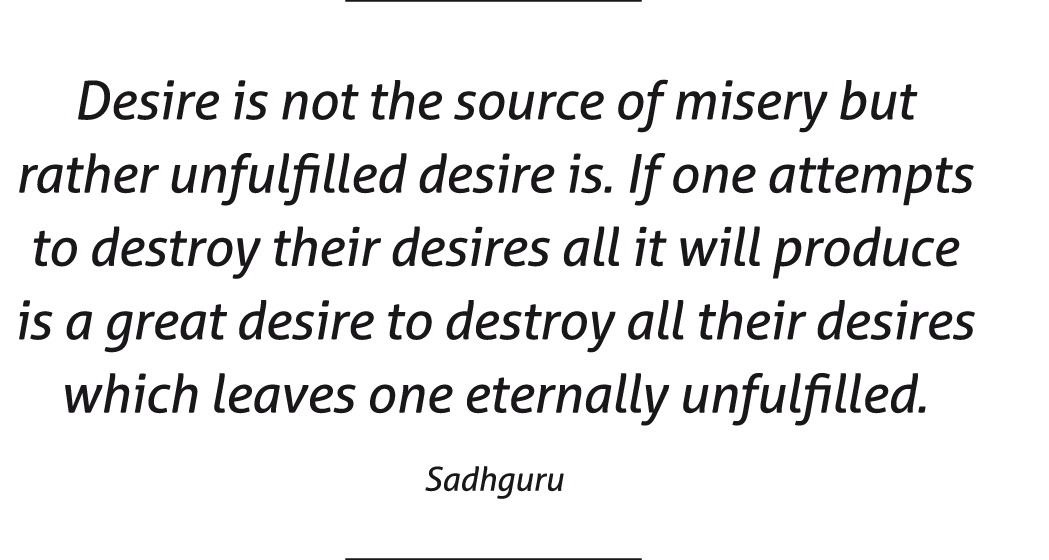 Desire is not the source of misery but
rather unfulfilled desire is. If one attempts
to destroy their desires all it will produce
is a great desire to destroy all their desires
which leaves one eternally unfulfilled.
Sadhguru